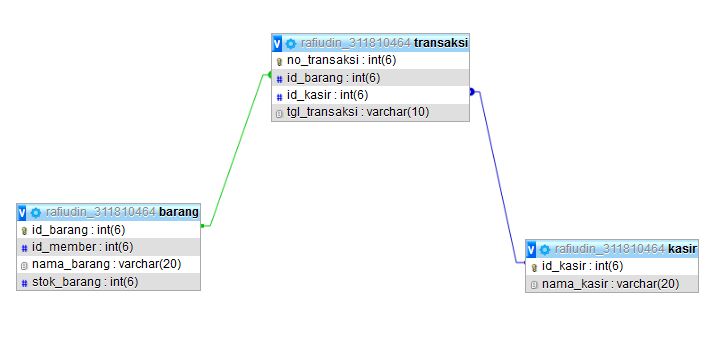 rafiudin_311810464 transaksi
no_transaksi : int(6)
id_barang : int(6)
id_kasir : int(6)
tgl_transaksi : varchar(10)
rafiudin_311810464 barang
id_barang : int(6)
id_member : int(6)
nama_barang : varchar(20)
stok_barang : int(6)
rafiudin_311810464 kasir
id_kasir : int(6)
nama_kasir : varchar(20)